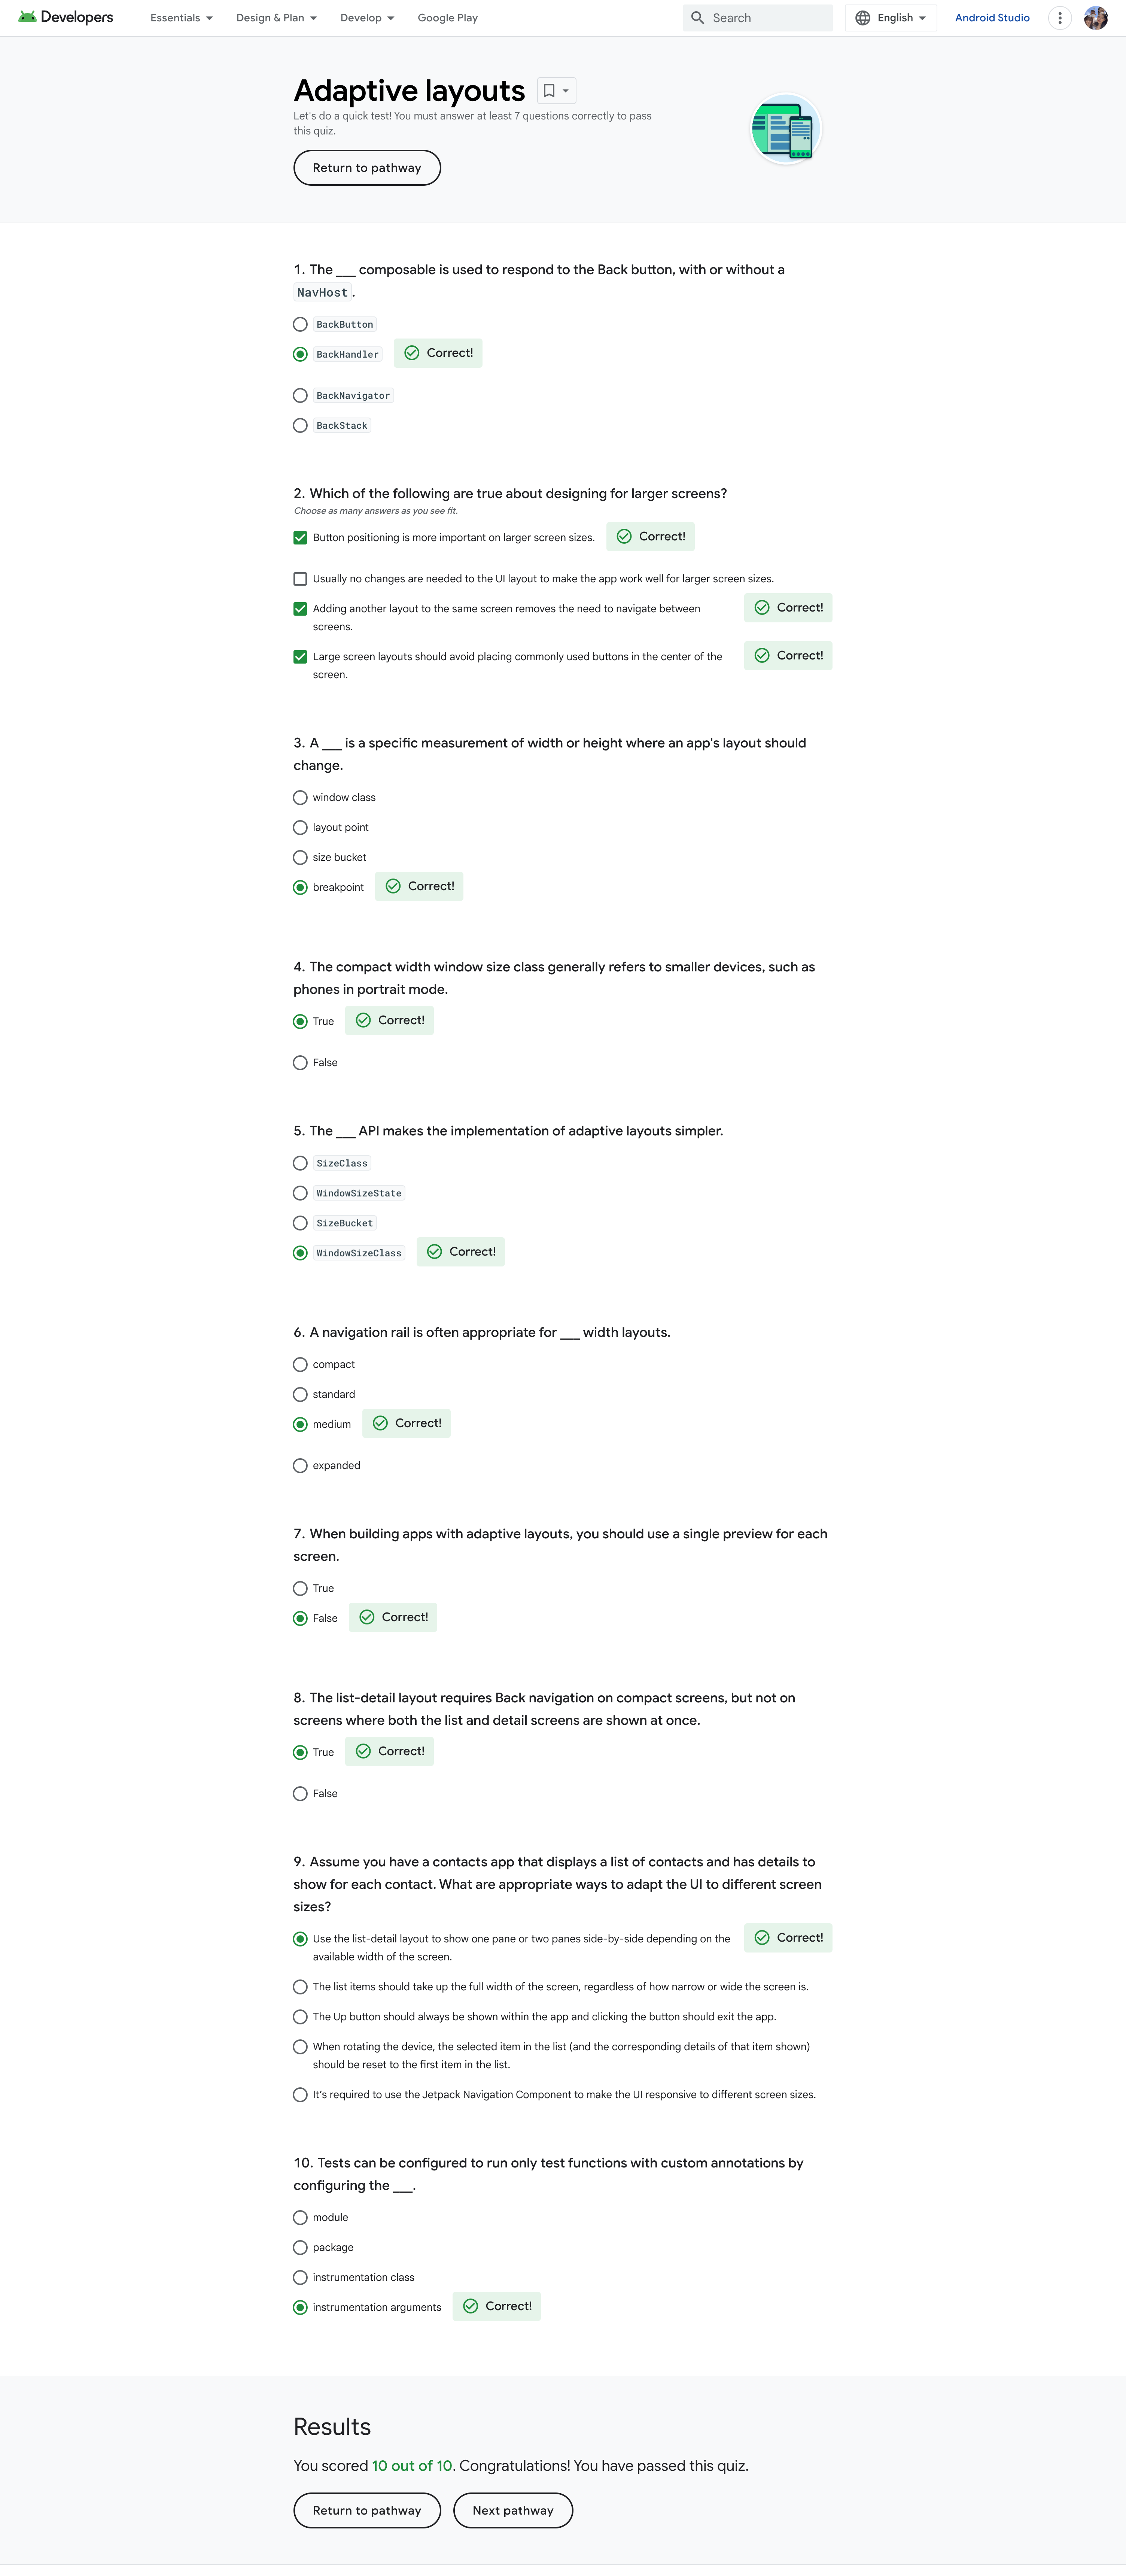 Developers
Essentials
Design & Plan
Develop
Google Play
Search
English
Android Studio
Adaptive layouts
Let's do a quick test! You must answer at least 7 questions correctly to pass
this quiz.
Return to pathway
1. The ___ composable is used to respond to the Back button, with or without a
NavHost.
BackButton
BackHandler
Correct!
BackNavigator
BackStack
2. Which of the following are true about designing for larger screens?
Choose as many answers as you see fit.
Button positioning is more important on larger screen sizes.
Correct!
Usually no changes are needed to the UI layout to make the app work well for larger screen sizes.
Adding another layout to the same screen removes the need to navigate between
screens.
Correct!
Large screen layouts should avoid placing commonly used buttons in the center of the
screen.
Correct!
3. A ___ is a specific measurement of width or height where an app's layout should
change.
window class
layout point
size bucket
breakpoint
Correct!
4. The compact width window size class generally refers to smaller devices, such as
phones in portrait mode.
True
Correct!
False
5. The ___ API makes the implementation of adaptive layouts simpler.
SizeClass
WindowSizeState
SizeBucket
WindowSizeClass
Correct!
6. A navigation rail is often appropriate for ___ width layouts.
compact
standard
medium
Correct!
expanded
7. When building apps with adaptive layouts, you should use a single preview for each
screen.
True
False
Correct!
8. The list-detail layout requires Back navigation on compact screens, but not on
screens where both the list and detail screens are shown at once.
True
Correct!
False
9. Assume you have a contacts app that displays a list of contacts and has details to
show for each contact. What are appropriate ways to adapt the UI to different screen
sizes?
Use the list-detail layout to show one pane or two panes side-by-side depending on the
available width of the screen.
Correct!
The list items should take up the full width of the screen, regardless of how narrow or wide the screen is.
The Up button should always be shown within the app and clicking the button should exit the app.
When rotating the device, the selected item in the list (and the corresponding details of that item shown)
should be reset to the first item in the list.
It's required to use the Jetpack Navigation Component to make the UI responsive to different screen sizes.
10. Tests can be configured to run only test functions with custom annotations by
configuring the ___.
module
package
instrumentation class
instrumentation arguments
Correct!
Results
You scored 10 out of 10. Congratulations! You have passed this quiz.
Return to pathway
Next pathway